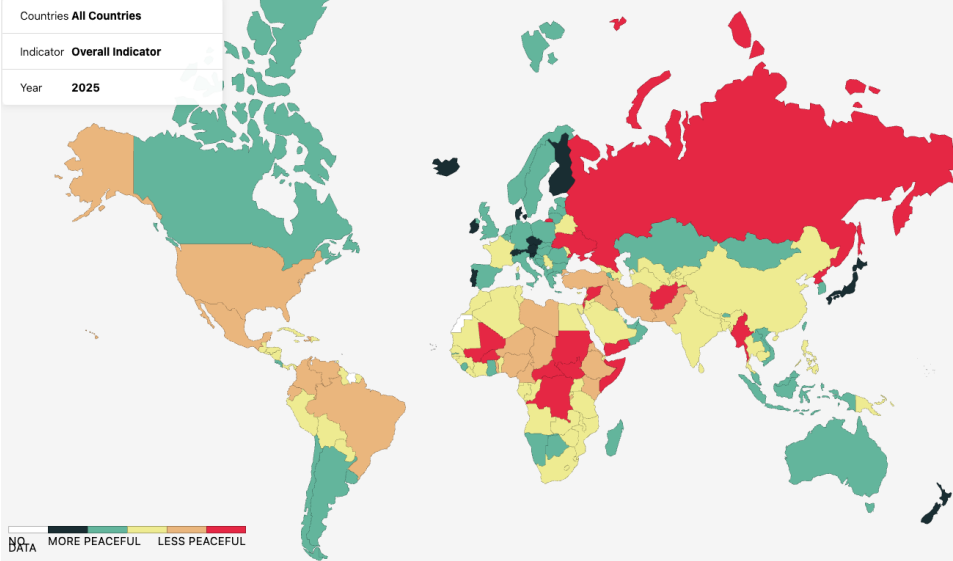 Countries All Countries
Indicator Overall Indicator
Year 2025
NO DATA
MORE PEACEFUL
LESS PEACEFUL